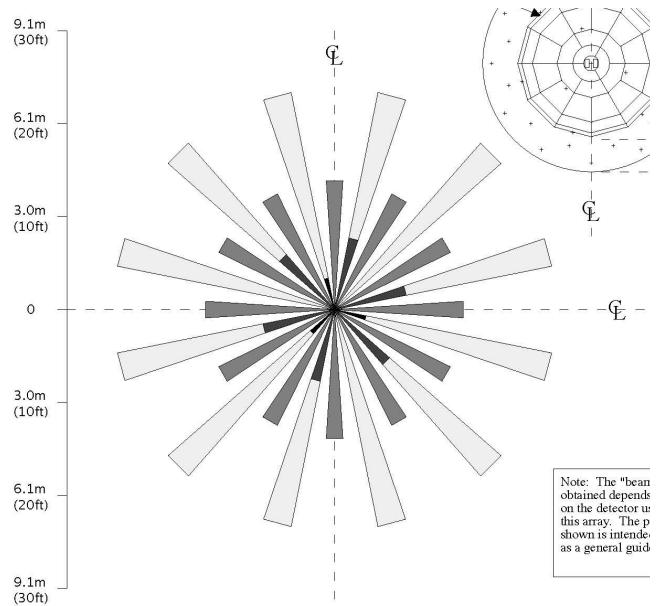 9.1m
(30ft)
6.1m
(20ft)
3.0m
(10ft)
0
3.0m
(10ft)
6.1m
(20ft)
9.1m
(30ft)
CL
CL
CL
Note: The "beam
obtained depends
on the detector us
this array. The p
shown is intended
as a general guide